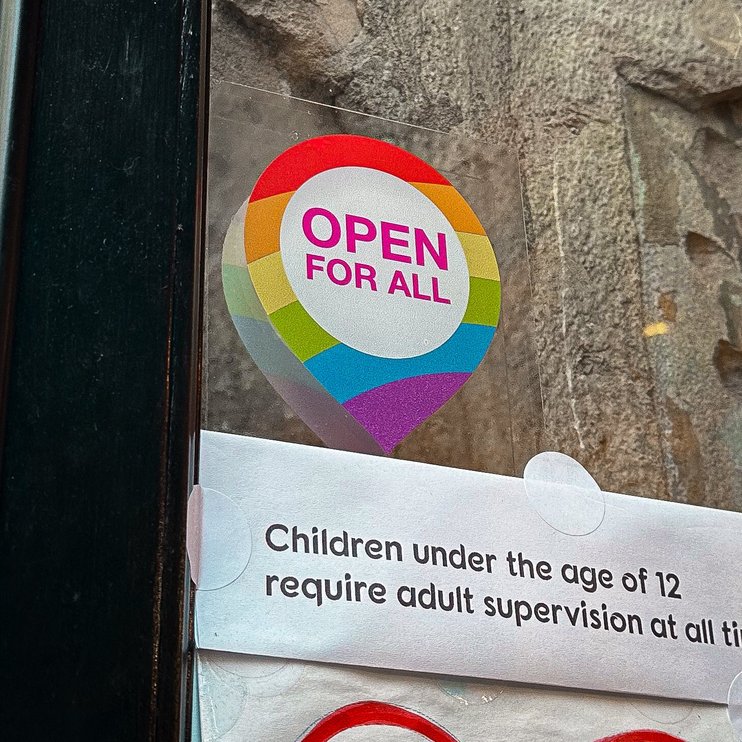 OPEN
FOR ALL
Children under the age of 12
require adult supervision at all